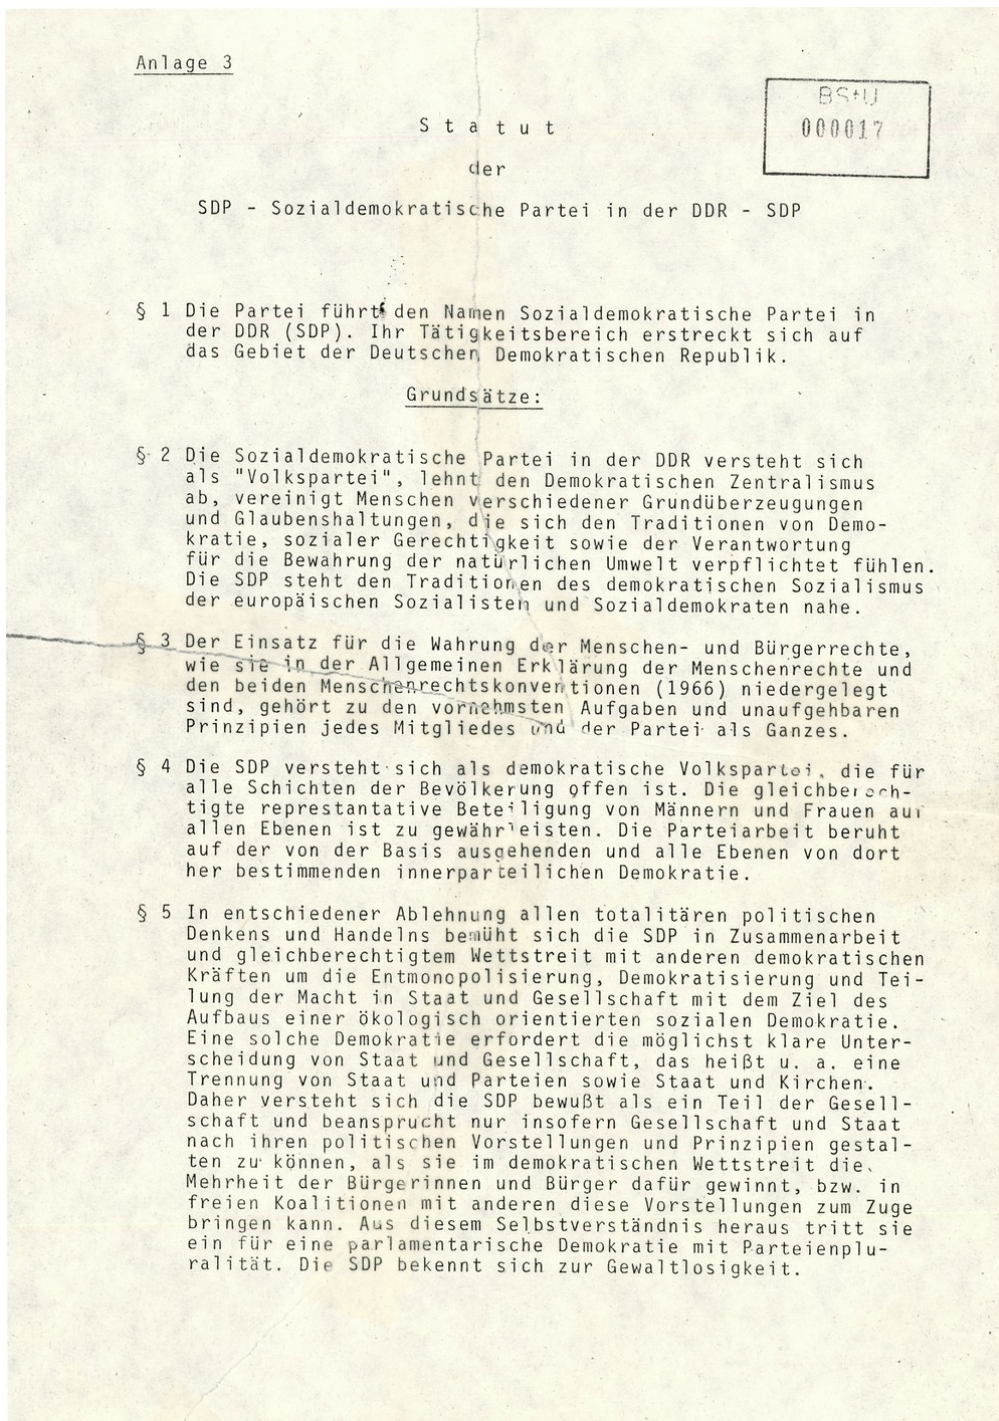 Anlage 3
BStU
000017
Statut
der
SDP - Sozialdemokratische Partei in der DDR - SDP
§ 1 Die Partei führt den Namen Sozialdemokratische Partei in
der DDR (SDP). Ihr Tätigkeitsbereich erstreckt sich auf
das Gebiet der Deutschen Demokratischen Republik.
Grundsätze:
§ 2 Die Sozialdemokratische Partei in der DDR versteht sich
als "Volkspartei", lehnt den Demokratischen Zentralismus
ab, vereinigt Menschen verschiedener Grundüberzeugungen
und Glaubenshaltungen, die sich den Traditionen von Demo-
kratie, sozialer Gerechtigkeit sowie der Verantwortung
für die Bewahrung der natürlichen Umwelt verpflichtet fühlen.
Die SDP steht den Traditionen des demokratischen Sozialismus
der europäischen Sozialisten und Sozialdemokraten nahe.
§ 3 Der Einsatz für die Wahrung der Menschen- und Bürgerrechte,
wie sie in der Allgemeinen Erklärung der Menschenrechte und
den beiden Menschenrechtskonventionen (1966) niedergelegt
sind, gehört zu den vornehmsten Aufgaben und unaufgehbaren
Prinzipien jedes Mitgliedes und der Partei als Ganzes.
§ 4 Die SDP versteht sich als demokratische Volkspartei, die für
alle Schichten der Bevölkerung offen ist. Die gleichberech-
tigte represtantative Beteiligung von Männern und Frauen auf
allen Ebenen ist zu gewährleisten. Die Parteiarbeit beruht
auf der von der Basis ausgehenden und alle Ebenen von dort
her bestimmenden innerparteilichen Demokratie.
§ 5 In entschiedener Ablehnung allen totalitären politischen
Denkens und Handelns bemüht sich die SDP in Zusammenarbeit
und gleichberechtigtem Wettstreit mit anderen demokratischen
Kräften um die Entmonopolisierung, Demokratisierung und Tei-
lung der Macht in Staat und Gesellschaft mit dem Ziel des
Aufbaus einer ökologisch orientierten sozialen Demokratie.
Eine solche Demokratie erfordert die möglichst klare Unter-
scheidung von Staat und Gesellschaft, das heißt u. a. eine
Trennung von Staat und Parteien sowie Staat und Kirchen.
Daher versteht sich die SDP bewußt als ein Teil der Gesell-
schaft und beansprucht nur insofern Gesellschaft und Staat
nach ihren politischen Vorstellungen und Prinzipien gestal-
ten zu können, als sie im demokratischen Wettstreit die
Mehrheit der Bürgerinnen und Bürger dafür gewinnt, bzw. in
freien Koalitionen mit anderen diese Vorstellungen zum Zuge
bringen kann. Aus diesem Selbstverständnis heraus tritt sie
ein für eine parlamentarische Demokratie mit Parteienplu-
ralität. Die SDP bekennt sich zur Gewaltlosigkeit.